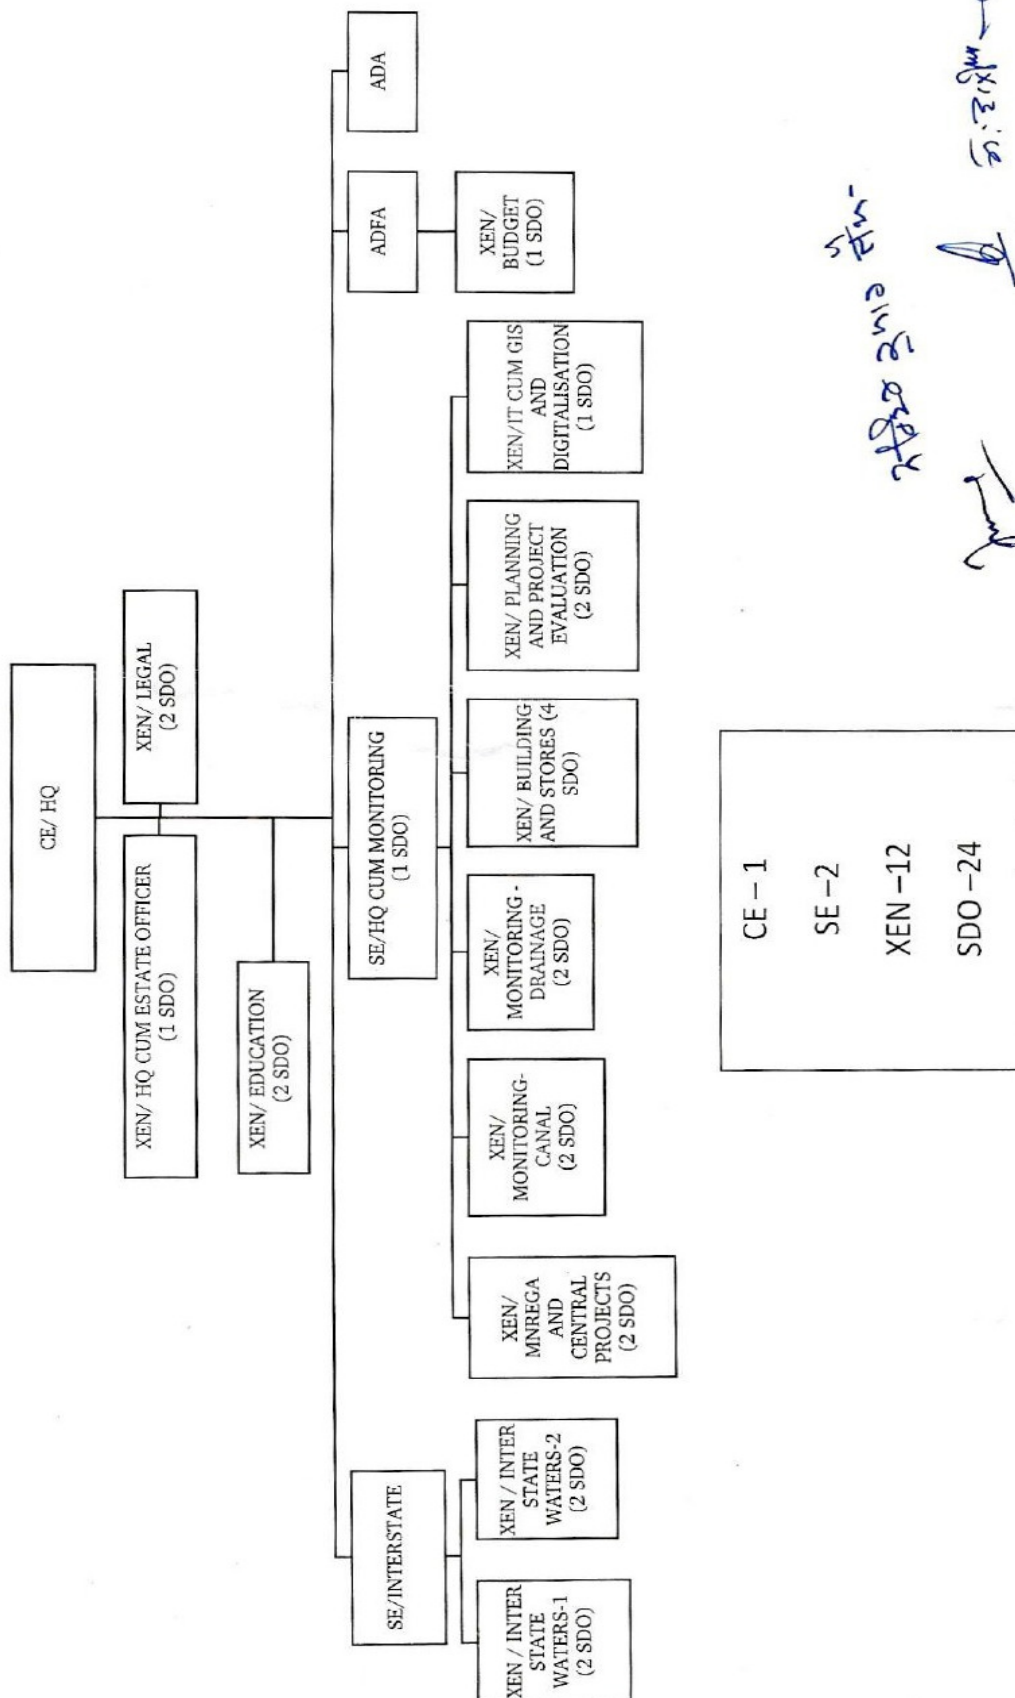 CE/ HQ
XEN/ HQ CUM ESTATE OFFICER
(1 SDO)
XEN/ LEGAL
(2 SDO)
XEN/ EDUCATION
(2 SDO)
SE/INTERSTATE
SE/HQ CUM MONITORING
(1 SDO)
ADFA
ADA
XEN / INTER
STATE
WATERS-1
(2 SDO)
XEN / INTER
STATE
WATERS-2
(2 SDO)
XEN/
MNREGA
AND
CENTRAL
PROJECTS
(2 SDO)
XEN/
MONITORING-
CANAL
(2 SDO)
XEN/
MONITORING -
DRAINAGE
(2 SDO)
XEN/ BUILDING
AND STORES (4
SDO)
XEN/ PLANNING
AND PROJECT
EVALUATION
(2 SDO)
XEN/IT CUM GIS
AND
DIGITALISATION
(1 SDO)
XEN/
BUDGET
(1 SDO)
CE – 1
SE –2
XEN –12
SDO –24